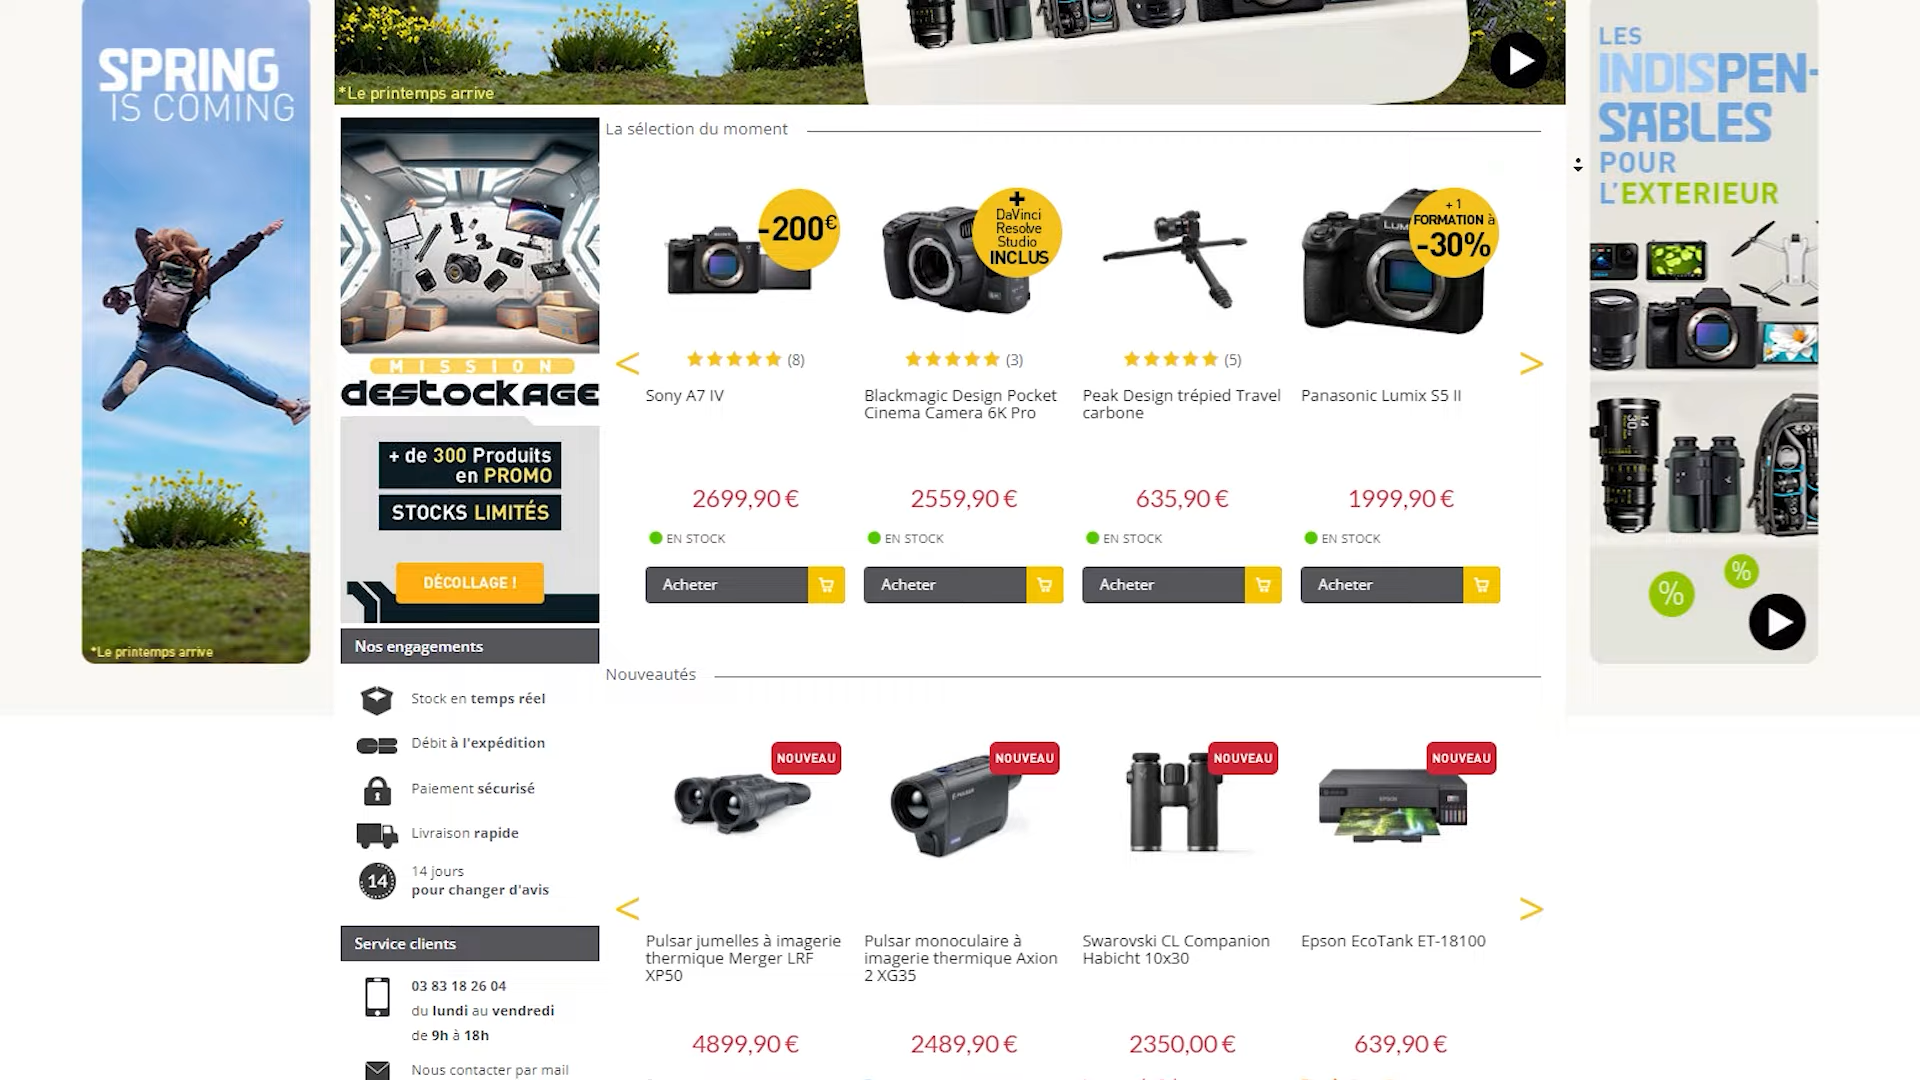 SPRING
IS COMING
*Le printemps arrive
*Le printemps arrive
MISSION
destockage
+ de 300 Produits
en PROMO
STOCKS LIMITÉS
DÉCOLLAGE !
Nos engagements
Stock en temps réel
Débit à l'expédition
Paiement sécurisé
Livraison rapide
14
14 jours
pour changer d'avis
Service clients
03 83 18 26 04
du lundi au vendredi
de 9h à 18h
Nous contacter par mail
La sélection du moment
-200€
+
DaVinci
Resolve
Studio
INCLUS
LUM
+ 1
FORMATION à
-30%
< (8) (3) (5) >
Sony A7 IV
Blackmagic Design Pocket
Cinema Camera 6K Pro
Peak Design trépied Travel
carbone
Panasonic Lumix S5 II
2699,90 € 2559,90 € 635,90 € 1999,90 €
EN STOCK EN STOCK EN STOCK EN STOCK
Acheter Acheter Acheter Acheter
Nouveautés
NOUVEAU NOUVEAU NOUVEAU NOUVEAU
PULSAR
EPSON
< >
Pulsar jumelles à imagerie
thermique Merger LRF
XP50
Pulsar monoculaire à
imagerie thermique Axion
2 XG35
Swarovski CL Companion
Habicht 10x30
Epson EcoTank ET-18100
4899,90 € 2489,90 € 2350,00 € 639,90 €
LES
INDISPEN-
SABLES
POUR
L'EXTERIEUR
14
30
%
%